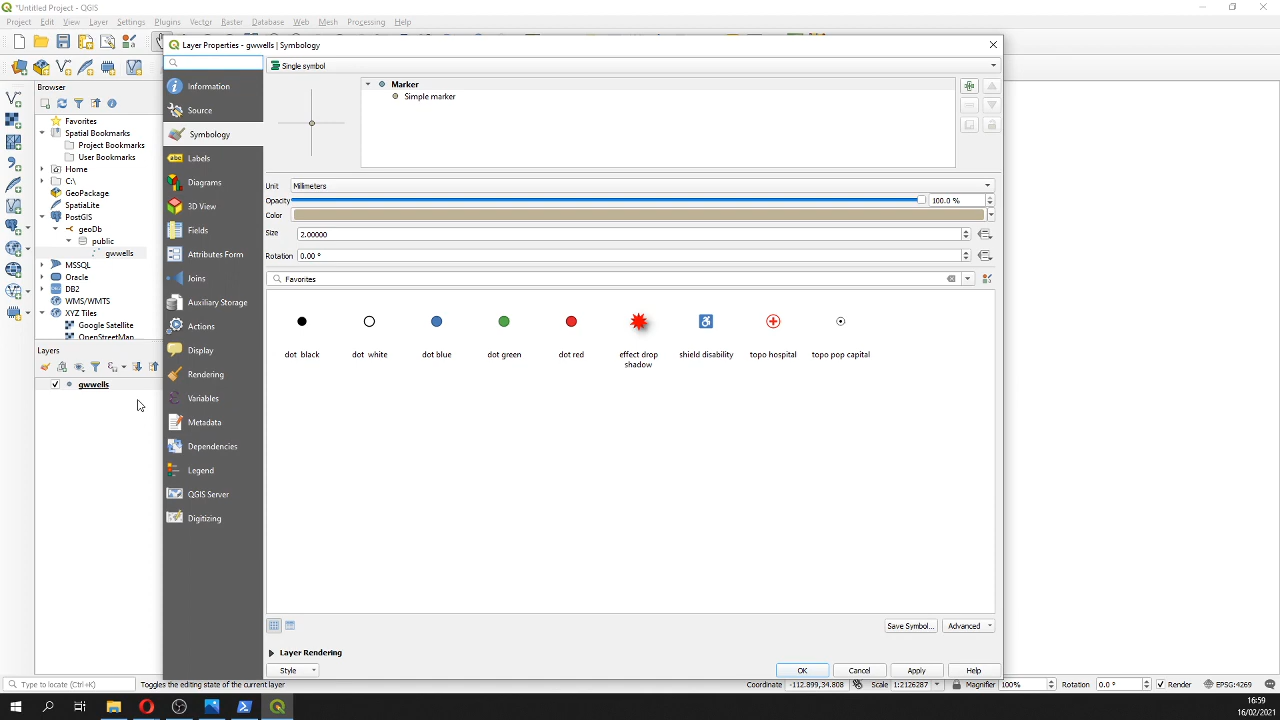 *Untitled Project - QGIS
Project Edit View Layer Settings Plugins Vector Raster Database Web Mesh Processing Help
Layer Properties - gwwells | Symbology
Single symbol
Browser
Favorites
Spatial Bookmarks
Project Bookmarks
User Bookmarks
Home
C:\
GeoPackage
SpatiaLite
PostGIS
geoDb
public
gwwells
MSSQL
Oracle
DB2
WMS/WMTS
XYZ Tiles
Google Satellite
OpenStreetMap
Layers
gwwells
Information
Source
Symbology
abc Labels
Diagrams
3D View
Fields
Attributes Form
Joins
Auxiliary Storage
Actions
Display
Rendering
Variables
Metadata
Dependencies
Legend
QGIS Server
Digitizing
Marker
Simple marker
Unit Millimeters
Opacity 100.0 %
Color
Size 2.00000
Rotation 0.00 °
Favorites
dot black dot white dot blue dot green dot red effect drop shadow shield disability topo hospital topo pop capital
Save Symbol... Advanced
Layer Rendering
Style OK Cancel Apply Help
Type to locate (Ctrl+K) Toggles the editing state of the current layer Coordinate -112.899,34.808 Scale 1:2126287 Magnifier 100% Rotation 0.0 ° Render EPSG:4269
16:59
16/02/2021